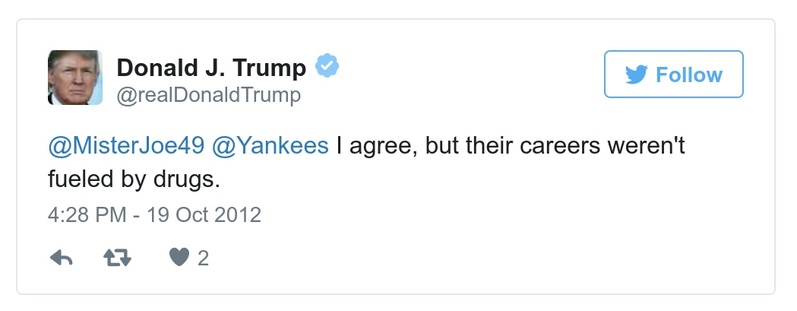 Donald J. Trump
@realDonaldTrump
Follow
@MisterJoe49 @Yankees I agree, but their careers weren't
fueled by drugs.
4:28 PM - 19 Oct 2012
2